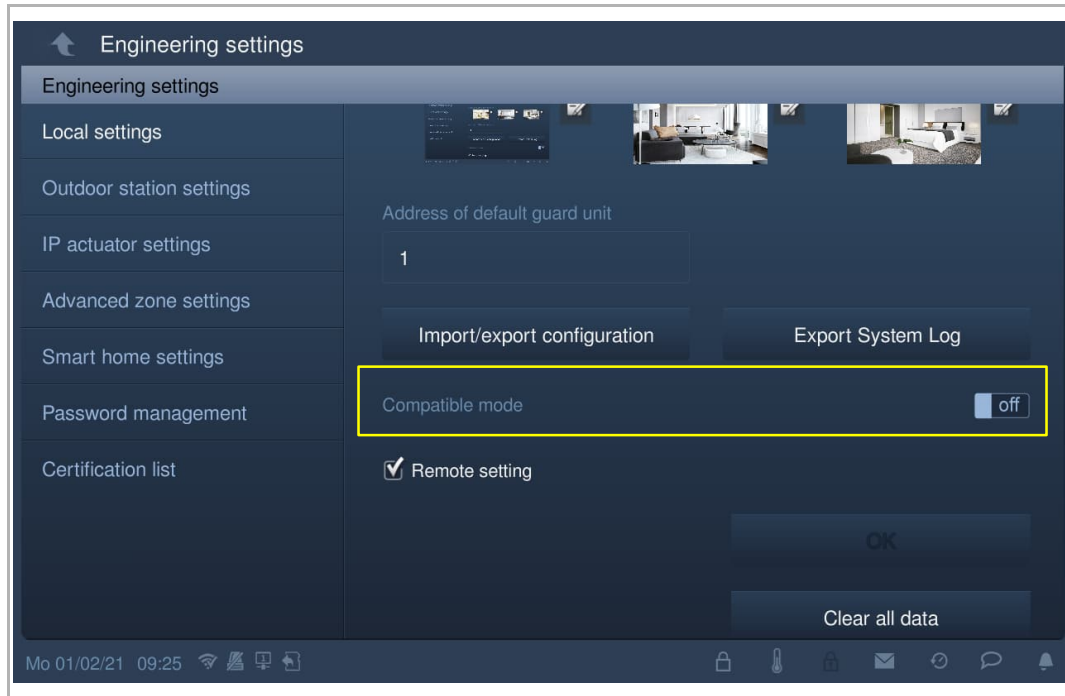 Engineering settings
Engineering settings
Local settings
Outdoor station settings
IP actuator settings
Advanced zone settings
Smart home settings
Password management
Certification list
Address of default guard unit
1
Import/export configuration
Export System Log
Compatible mode
off
Remote setting
OK
Clear all data
Mo 01/02/21 09:25